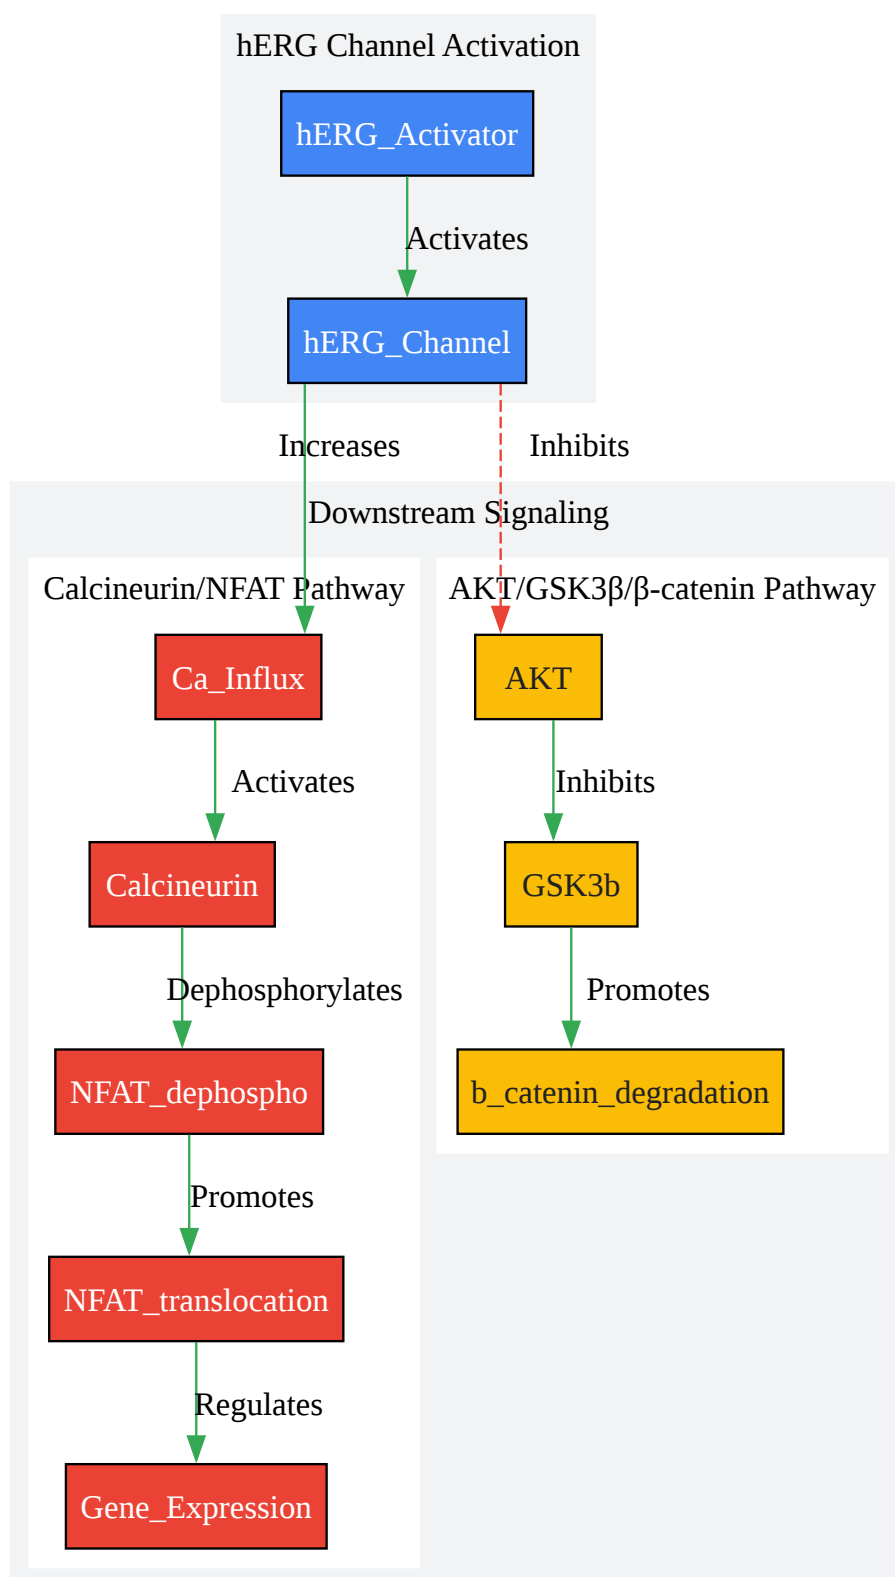 hERG Channel Activation
hERG_Activator
Activates
hERG_Channel
Increases
Inhibits
Downstream Signaling
Calcineurin/NFAT Pathway
Ca_Influx
Activates
Calcineurin
Dephosphorylates
NFAT_dephospho
Promotes
NFAT_translocation
Regulates
Gene_Expression
AKT/GSK3β/β-catenin Pathway
AKT
Inhibits
GSK3b
Promotes
b_catenin_degradation